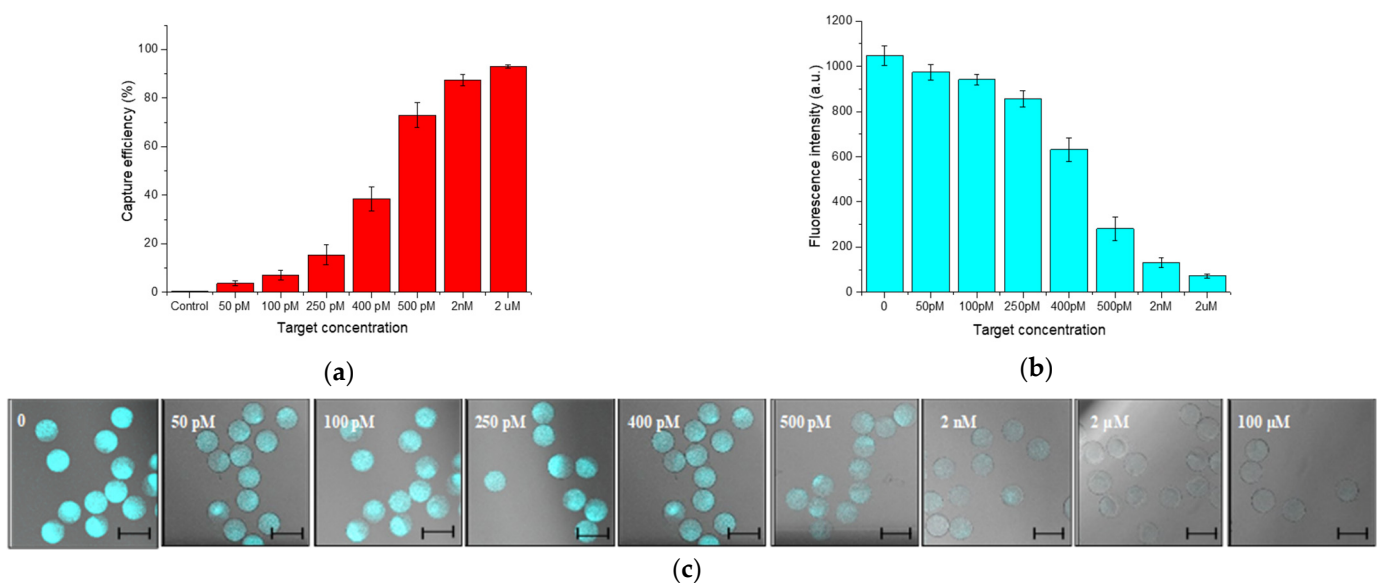 100
80
60
40
20
0
Capture efficiency (%)
Control 50 pM 100 pM 250 pM 400 pM 500 pM 2nM 2 uM
Target concentration
(a)
1200
1000
800
600
400
200
0
Fluorescence intensity (a.u.)
0 50pM 100pM 250pM 400pM 500pM 2nM 2uM
Target concentration
(b)
0 50 pM 100 pM 250 pM 400 pM 500 pM 2 nM 2 μM 100 μM
(c)